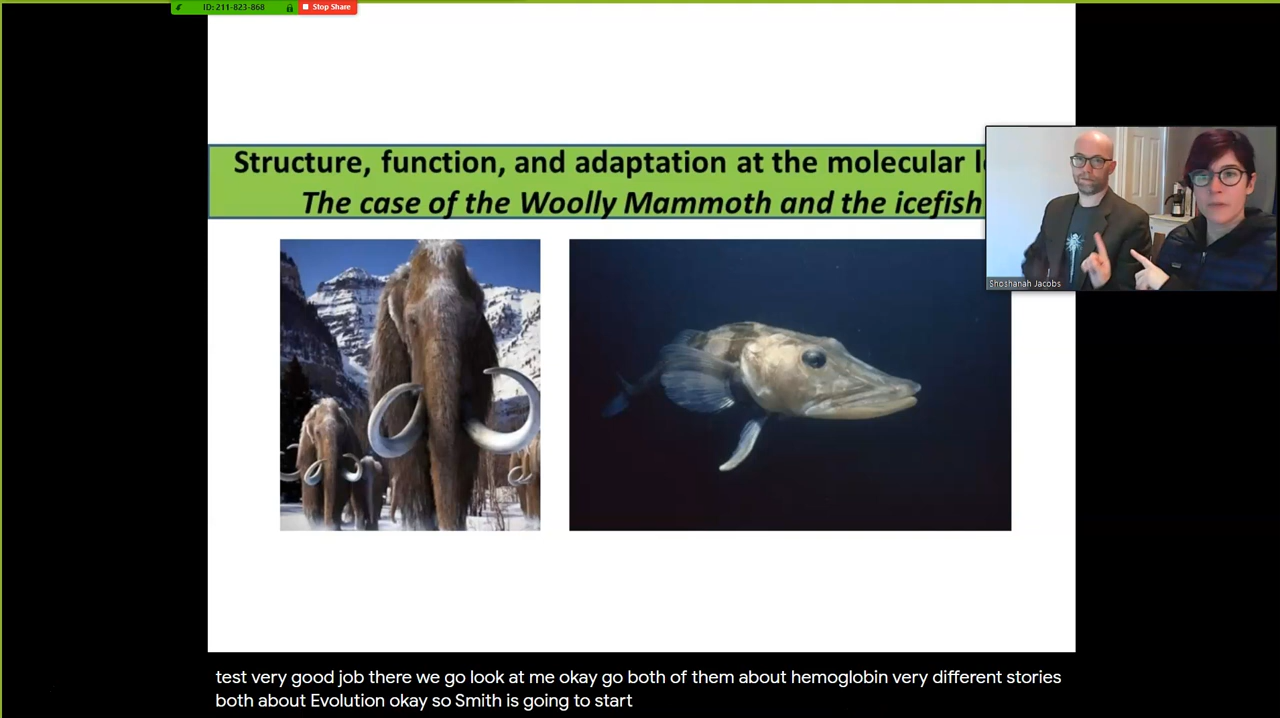 ID: 211-823-868
Stop Share
Structure, function, and adaptation at the molecular
The case of the Woolly Mammoth and the icefish
Shoshanah Jacobs
test very good job there we go look at me okay go both of them about hemoglobin very different stories
both about Evolution okay so Smith is going to start